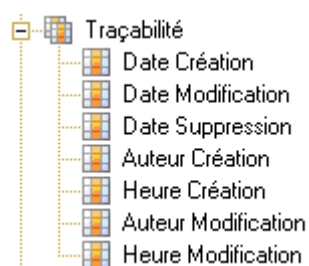 Traçabilité
Date Création
Date Modification
Date Suppression
Auteur Création
Heure Création
Auteur Modification
Heure Modification